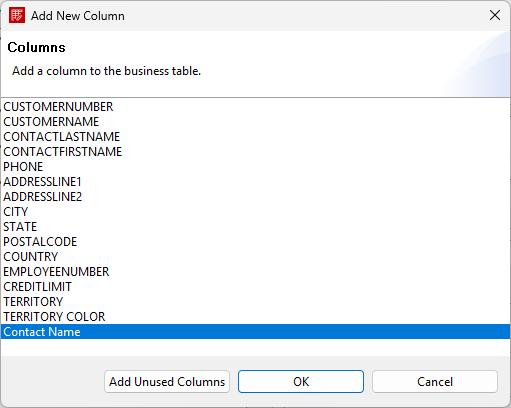 Add New Column
Columns
Add a column to the business table.
CUSTOMERNUMBER
CUSTOMERNAME
CONTACTLASTNAME
CONTACTFIRSTNAME
PHONE
ADDRESSLINE1
ADDRESSLINE2
CITY
STATE
POSTALCODE
COUNTRY
EMPLOYEENUMBER
CREDITLIMIT
TERRITORY
TERRITORY COLOR
Contact Name
Add Unused Columns OK Cancel